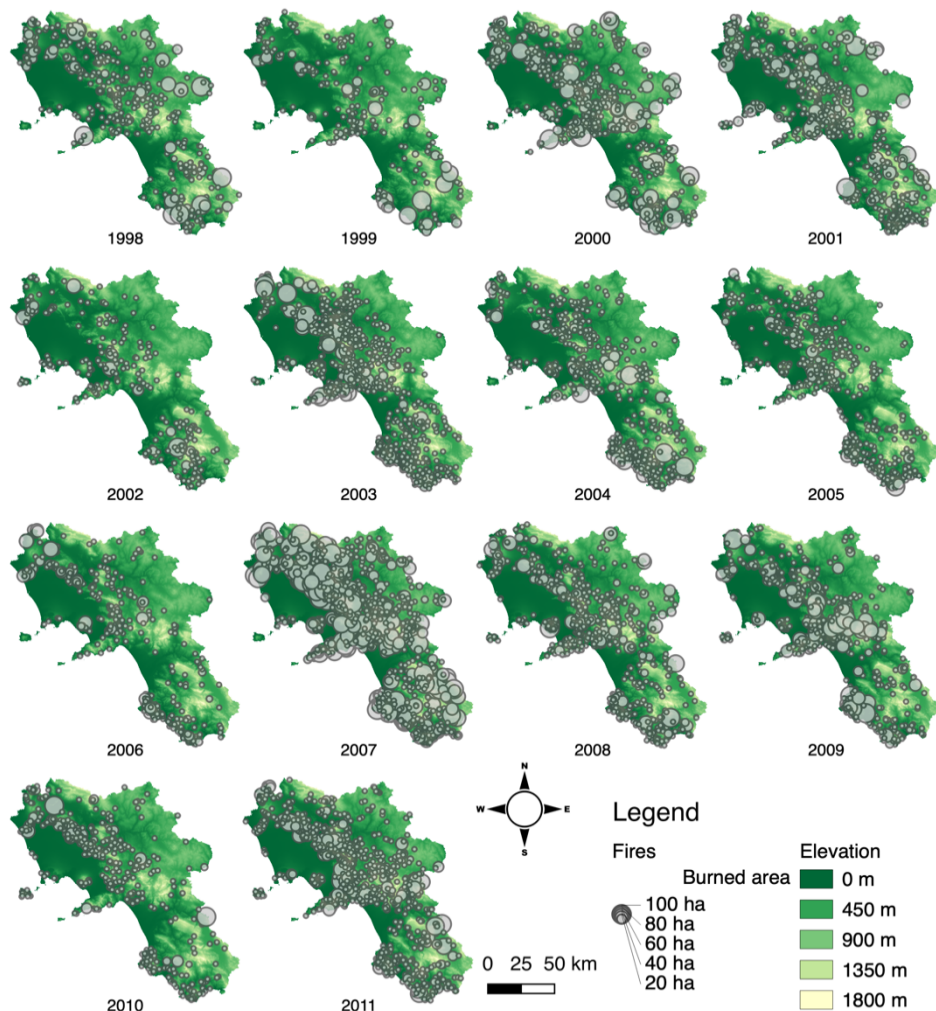 1998
1999
2000
2001
2002
2003
2004
2005
2006
2007
2008
2009
2010
2011
N
W E
S
Legend
Fires
Burned area
100 ha
80 ha
60 ha
40 ha
20 ha
Elevation
0 m
450 m
900 m
1350 m
1800 m
0 25 50 km